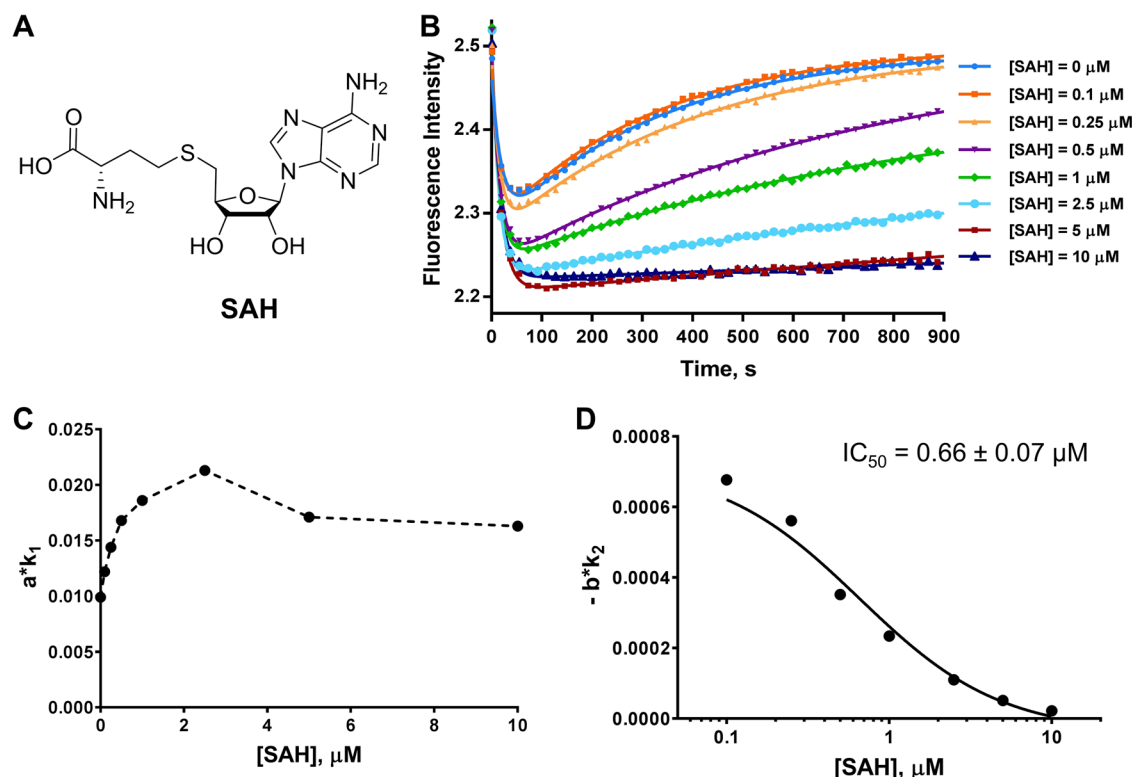 A
NH2
N
N
N
N
O
HO
S
NH2
O
OH
OH
SAH
B
Fluorescence Intensity
2.5
2.4
2.3
2.2
0 100 200 300 400 500 600 700 800 900
Time, s
[SAH] = 0 μM
[SAH] = 0.1 μM
[SAH] = 0.25 μM
[SAH] = 0.5 μM
[SAH] = 1 μM
[SAH] = 2.5 μM
[SAH] = 5 μM
[SAH] = 10 μM
C
a*k1
0.025
0.020
0.015
0.010
0.005
0.000
0 2 4 6 8 10
[SAH], μM
D
IC50 = 0.66 ± 0.07 μM
- b*k2
0.0008
0.0006
0.0004
0.0002
0.0000
0.1 1 10
[SAH], μM